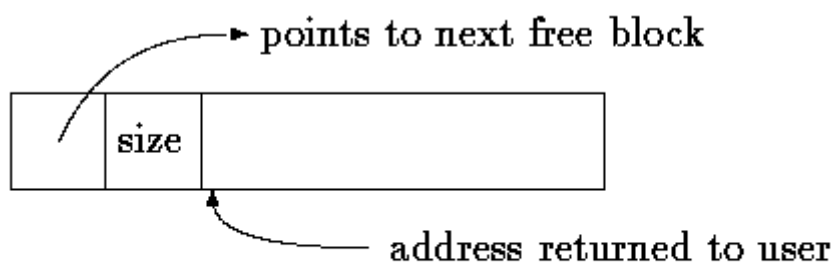 points to next free block
size
address returned to user